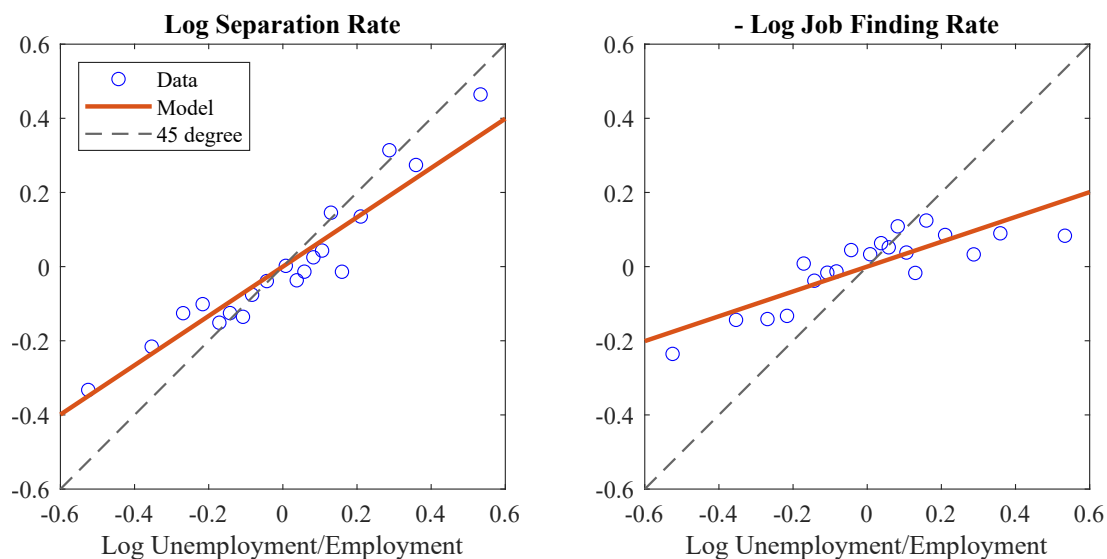 Log Separation Rate
0.6
0.4
0.2
0
-0.2
-0.4
-0.6
Data
Model
45 degree
-0.6 -0.4 -0.2 0 0.2 0.4 0.6
Log Unemployment/Employment
- Log Job Finding Rate
0.6
0.4
0.2
0
-0.2
-0.4
-0.6
-0.6 -0.4 -0.2 0 0.2 0.4 0.6
Log Unemployment/Employment